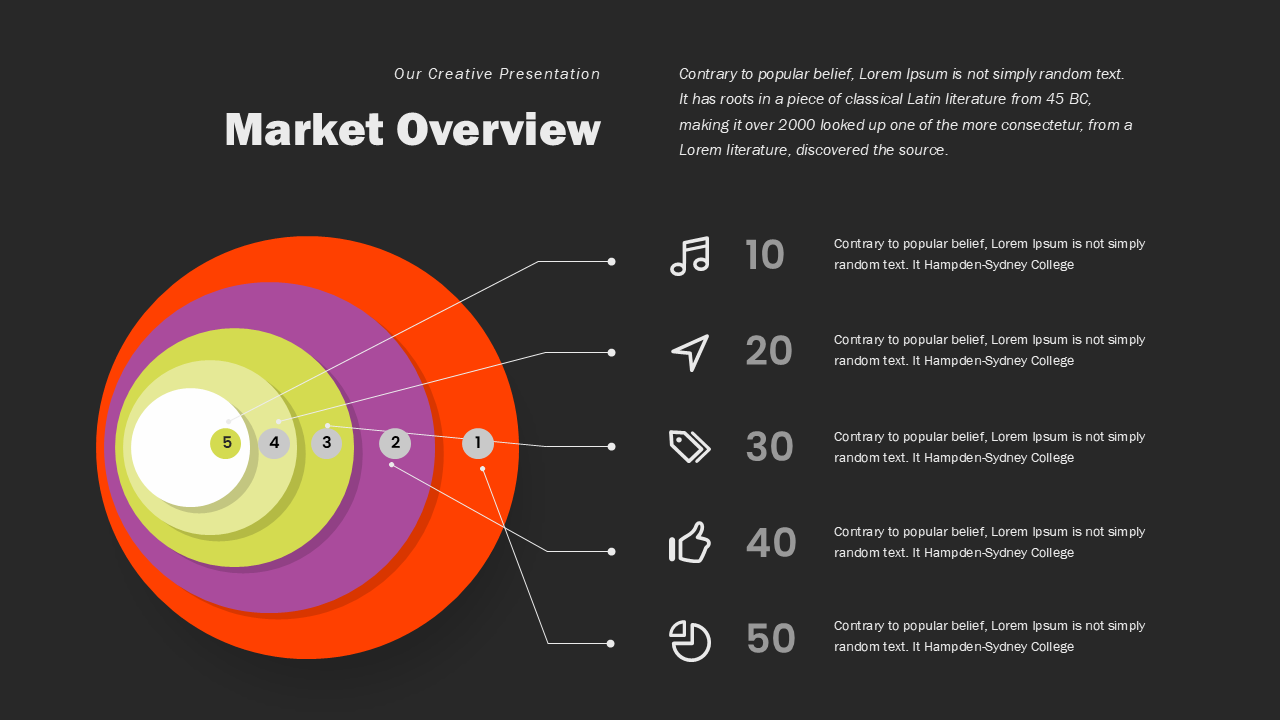 Our Creative Presentation
Market Overview
Contrary to popular belief, Lorem Ipsum is not simply random text.
It has roots in a piece of classical Latin literature from 45 BC,
making it over 2000 looked up one of the more consectetur, from a
Lorem literature, discovered the source.
5 4 3 2 1
10
Contrary to popular belief, Lorem Ipsum is not simply
random text. It Hampden-Sydney College
20
Contrary to popular belief, Lorem Ipsum is not simply
random text. It Hampden-Sydney College
30
Contrary to popular belief, Lorem Ipsum is not simply
random text. It Hampden-Sydney College
40
Contrary to popular belief, Lorem Ipsum is not simply
random text. It Hampden-Sydney College
50
Contrary to popular belief, Lorem Ipsum is not simply
random text. It Hampden-Sydney College